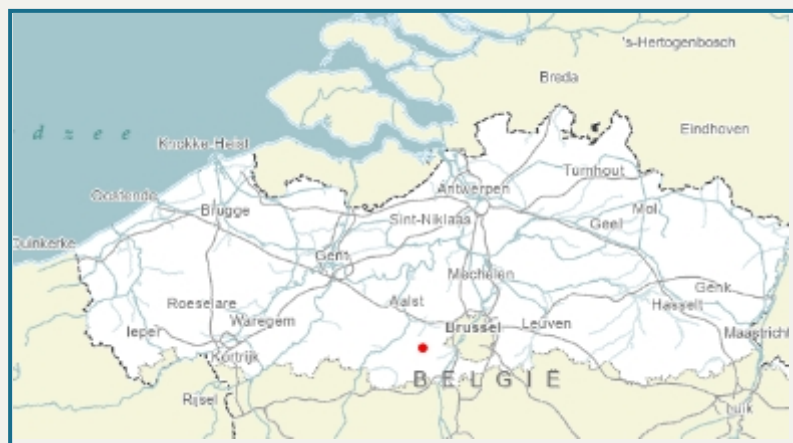 's-Hertogenbosch
Breda
Eindhoven
d z e e
Knokke-Heist
Turnhout
Antwerpen
Oostende
Brugge
Sint-Niklaas
Mol
Geel
Duinkerke
Gent
Mechelen
Genk
Roeselare
Aalst
Hasselt
Waregem
Ieper
Brussel
Leuven
Maastricht
Kortrijk
BELGIË
Rijsel
Luik